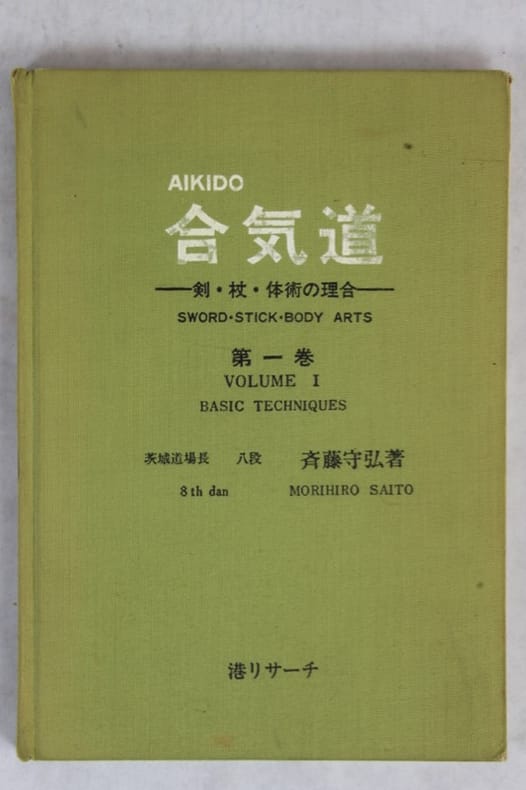 AIKIDO
合気道
―剣・杖・体術の理合―
SWORD・STICK・BODY ARTS
第一巻
VOLUME I
BASIC TECHNIQUES
茨城道場長 八段 斉藤守弘著
8th dan MORIHIRO SAITO
港リサーチ